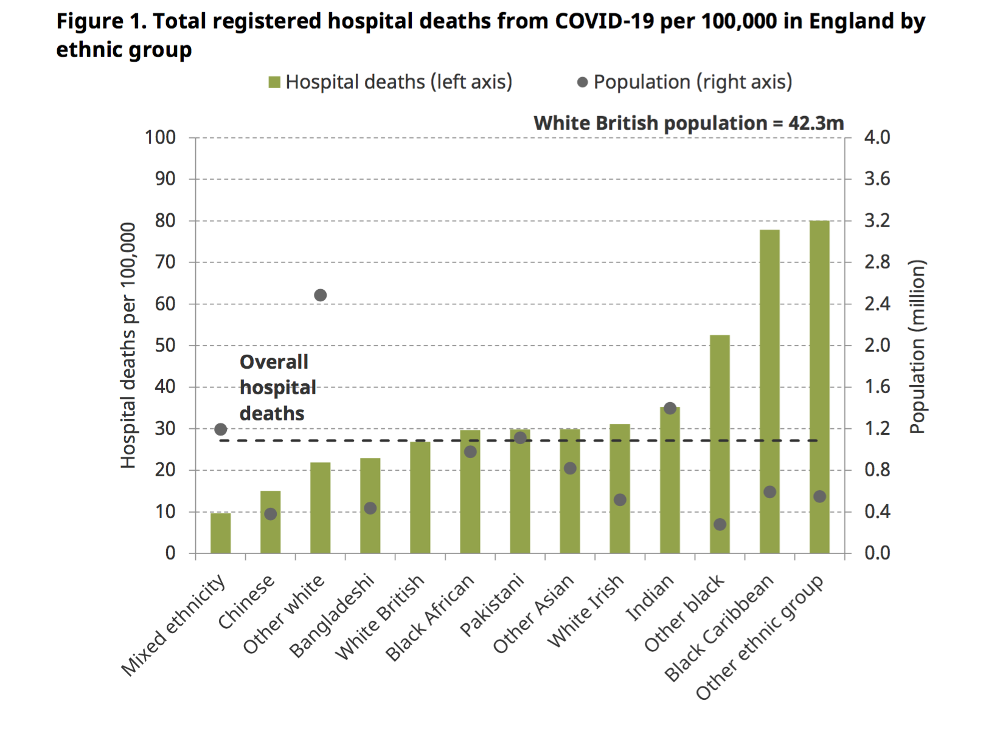 Figure 1. Total registered hospital deaths from COVID-19 per 100,000 in England by
ethnic group
Hospital deaths (left axis)
Population (right axis)
White British population = 42.3m
Hospital deaths per 100,000
100
90
80
70
60
50
40
30
20
10
0
Overall
hospital
deaths
4.0
3.6
3.2
2.8
2.4
2.0
1.6
1.2
0.8
0.4
0.0
Population (million)
Mixed ethnicity
Chinese
Other white
Bangladeshi
White British
Black African
Pakistani
Other Asian
White Irish
Indian
Other black
Black Caribbean
Other ethnic group